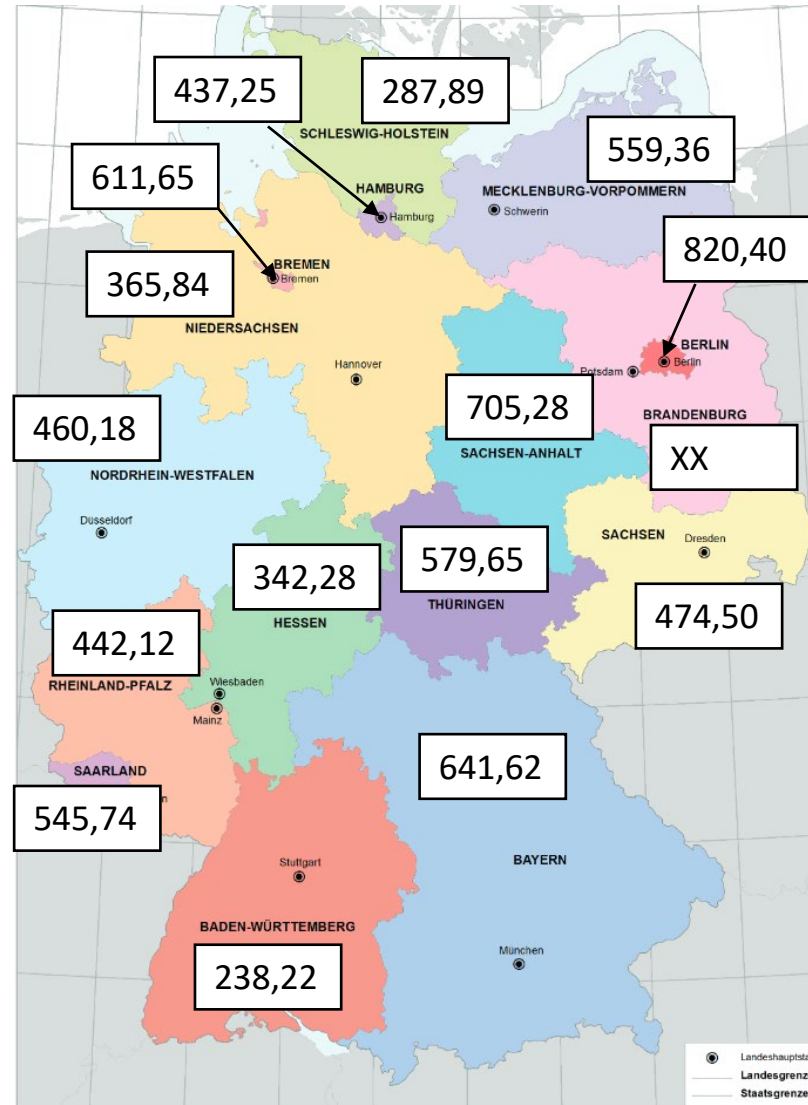 437,25
287,89
SCHLESWIG-HOLSTEIN
559,36
611,65
HAMBURG
Hamburg
MECKLENBURG-VORPOMMERN
Schwerin
820,40
BREMEN
Bremen
365,84
NIEDERSACHSEN
Hannover
BERLIN
Berlin
Potsdam
705,28
BRANDENBURG
460,18
SACHSEN-ANHALT
XX
NORDRHEIN-WESTFALEN
Düsseldorf
SACHSEN
Dresden
342,28
579,65
THÜRINGEN
HESSEN
474,50
442,12
RHEINLAND-PFALZ
Wiesbaden
Mainz
641,62
SAARLAND
545,74
Stuttgart
BAYERN
BADEN-WÜRTTEMBERG
München
238,22
Landeshauptsta
Landesgrenz
Staatsgrenze